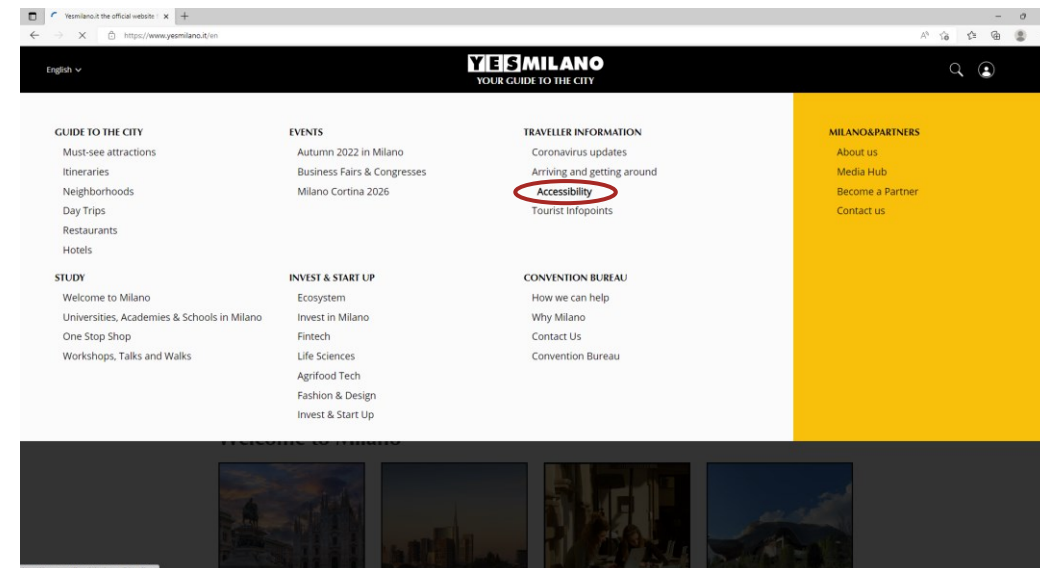 Yesmilano.it the official website
https://www.yesmilano.it/en
English
YESMILANO
YOUR GUIDE TO THE CITY
GUIDE TO THE CITY
Must-see attractions
Itineraries
Neighborhoods
Day Trips
Restaurants
Hotels
EVENTS
Autumn 2022 in Milano
Business Fairs & Congresses
Milano Cortina 2026
TRAVELLER INFORMATION
Coronavirus updates
Arriving and getting around
Accessibility
Tourist Infopoints
MILANO&PARTNERS
About us
Media Hub
Become a Partner
Contact us
STUDY
Welcome to Milano
Universities, Academies & Schools in Milano
One Stop Shop
Workshops, Talks and Walks
INVEST & START UP
Ecosystem
Invest in Milano
Fintech
Life Sciences
Agrifood Tech
Fashion & Design
Invest & Start Up
CONVENTION BUREAU
How we can help
Why Milano
Contact Us
Convention Bureau
Welcome to Milano